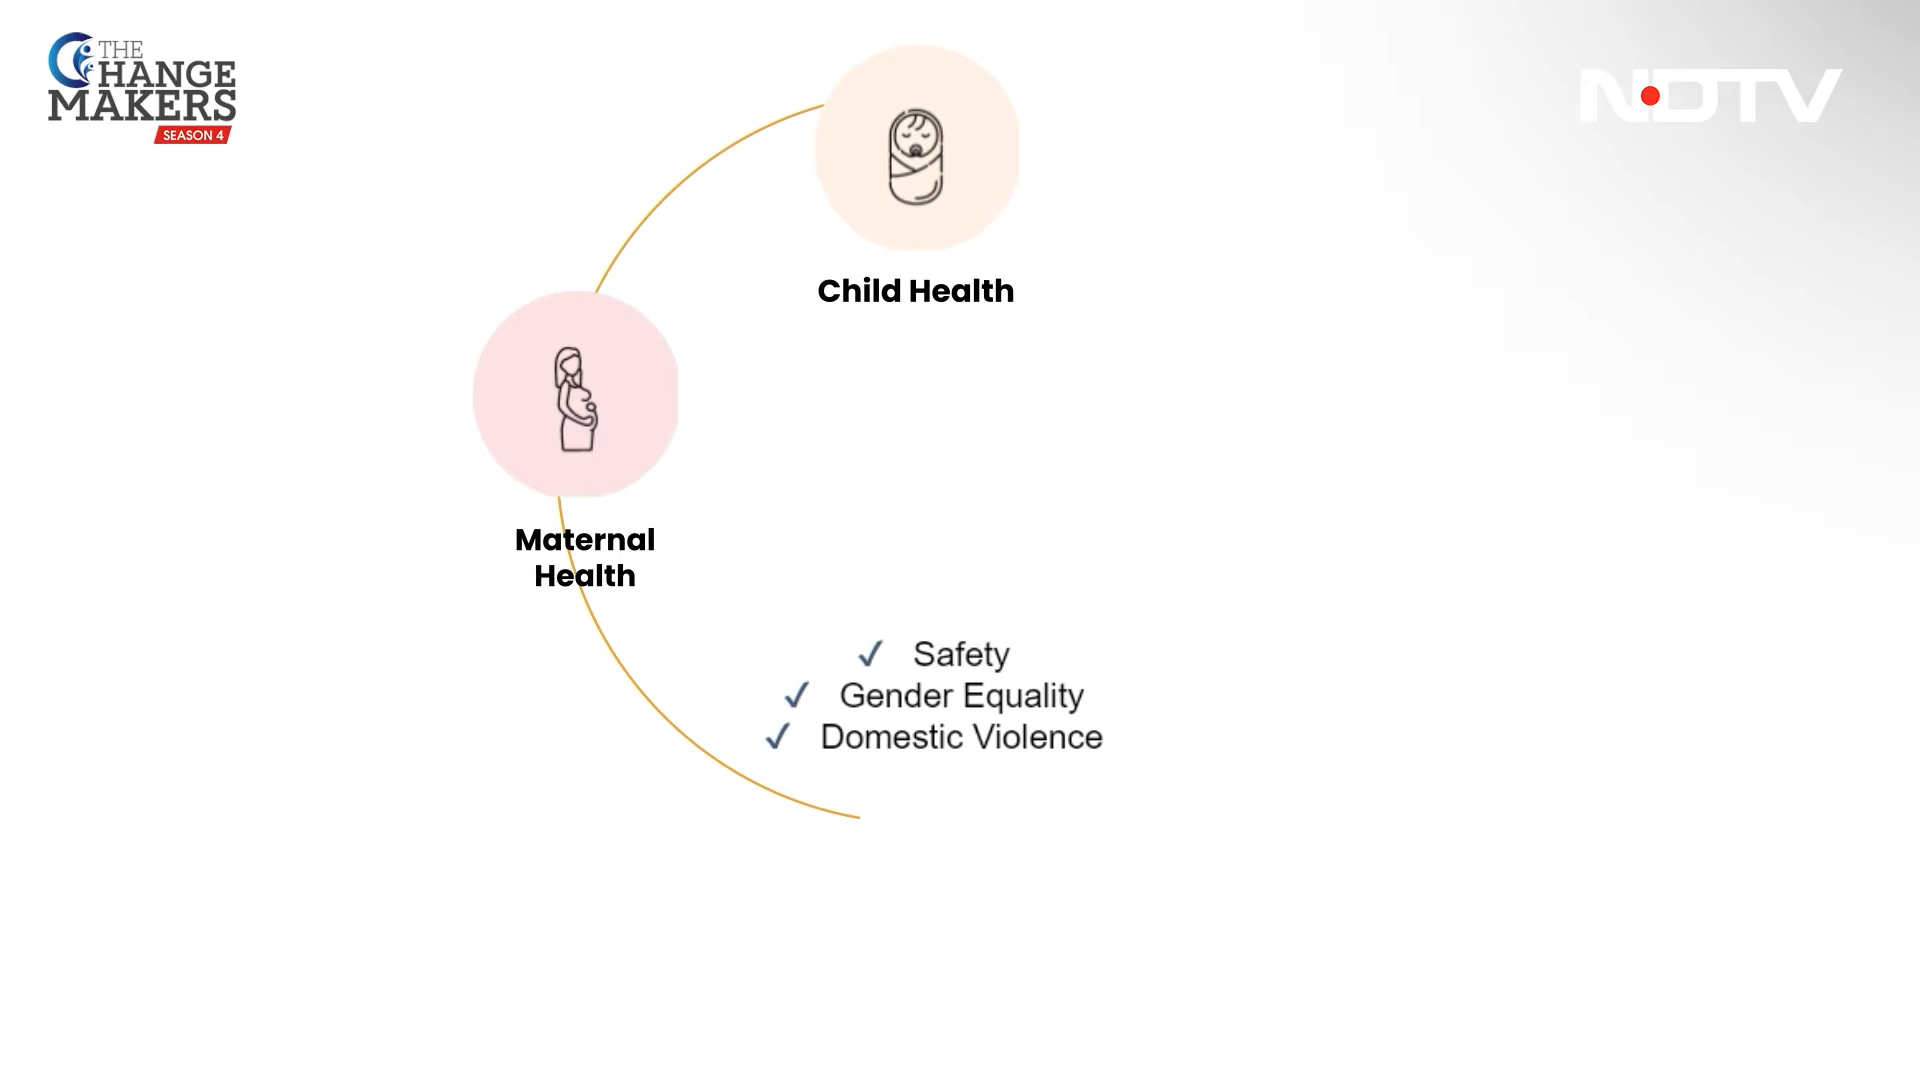 THE
CHANGE
MAKERS
SEASON 4
NDTV
Child Health
Maternal
Health
✓ Safety
✓ Gender Equality
✓ Domestic Violence